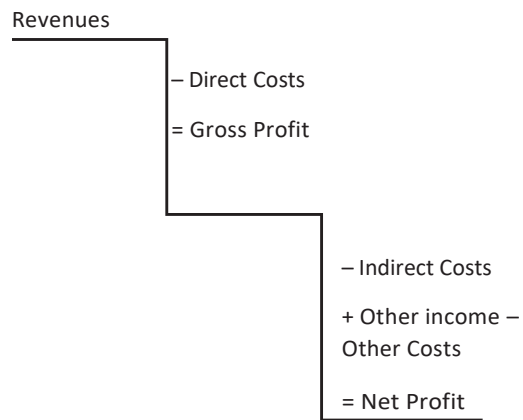 Revenues
– Direct Costs
= Gross Profit
– Indirect Costs
+ Other income –
Other Costs
= Net Profit